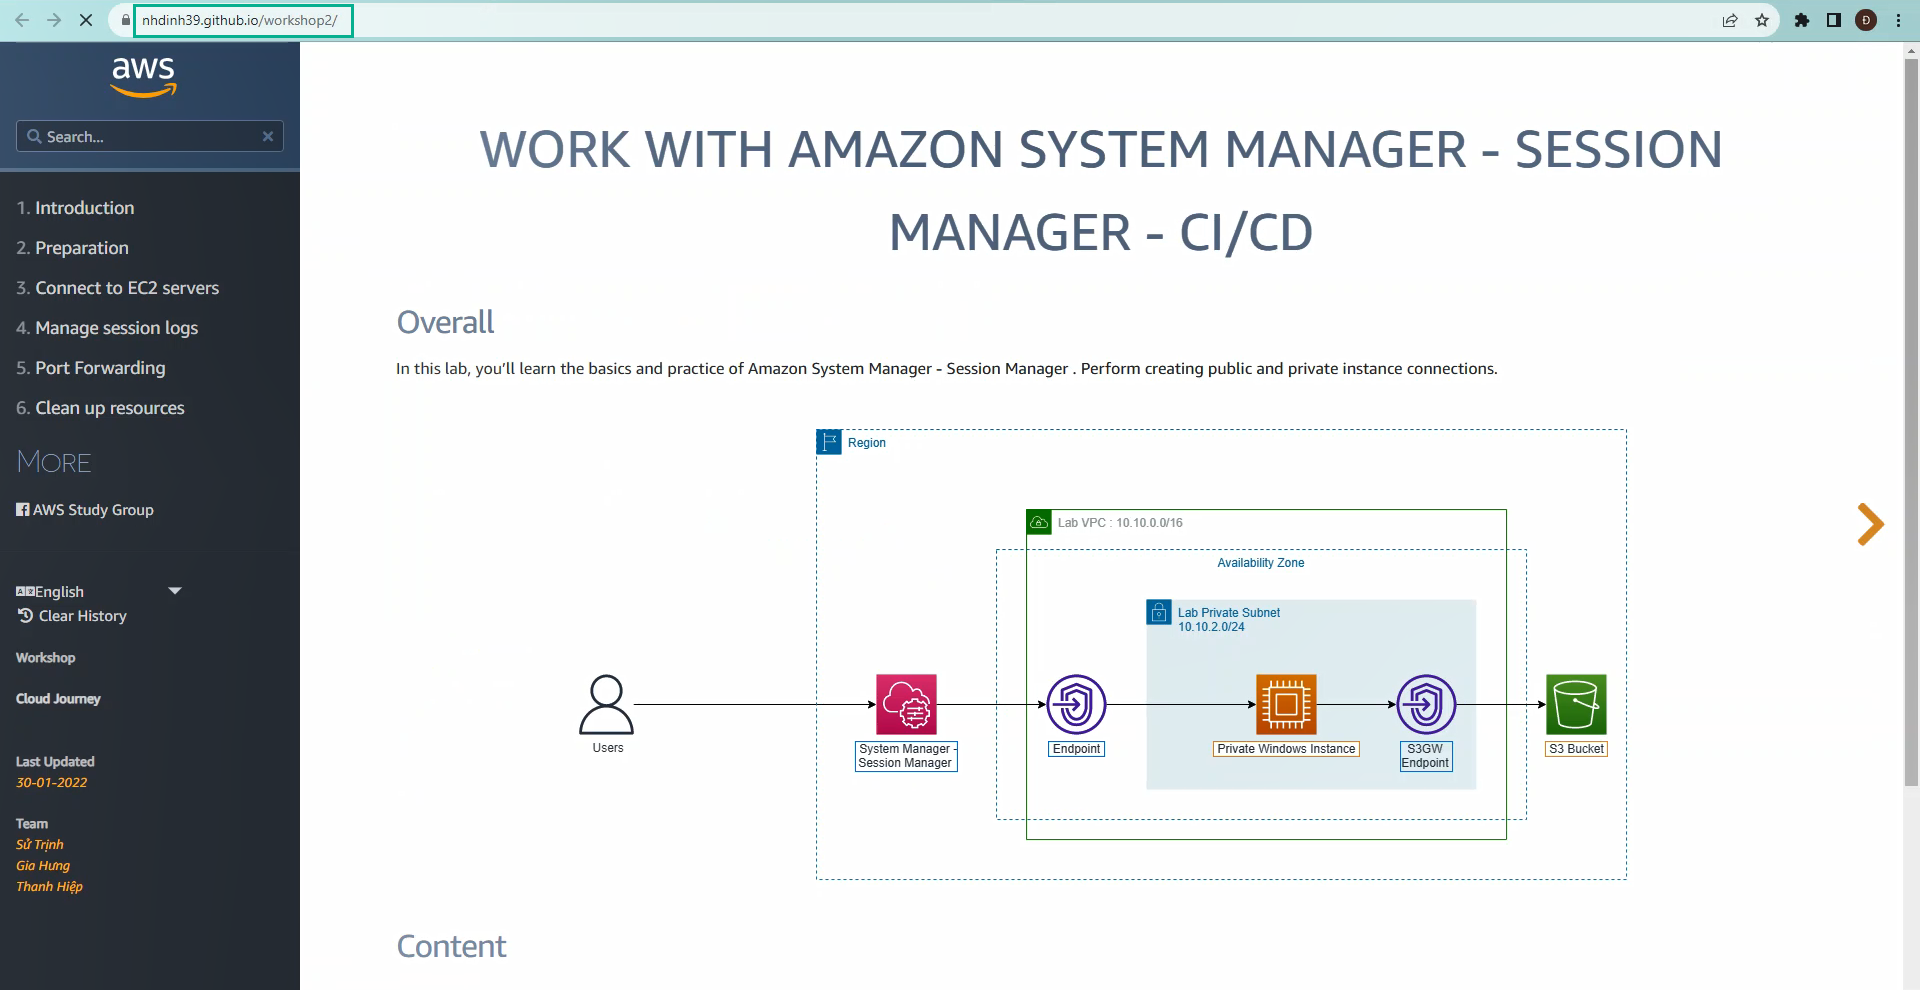 nhdinh39.github.io/workshop2/
Đ
aws
Search...
1. Introduction
2. Preparation
3. Connect to EC2 servers
4. Manage session logs
5. Port Forwarding
6. Clean up resources
More
AWS Study Group
English
Clear History
Workshop
Cloud Journey
Last Updated
30-01-2022
Team
Sử Trịnh
Gia Hưng
Thanh Hiệp
WORK WITH AMAZON SYSTEM MANAGER - SESSION
MANAGER - CI/CD
Overall
In this lab, you’ll learn the basics and practice of Amazon System Manager - Session Manager . Perform creating public and private instance connections.
Region
Lab VPC : 10.10.0.0/16
Availability Zone
Lab Private Subnet
10.10.2.0/24
Users
System Manager -
Session Manager
Endpoint
Private Windows Instance
S3GW
Endpoint
S3 Bucket
Content